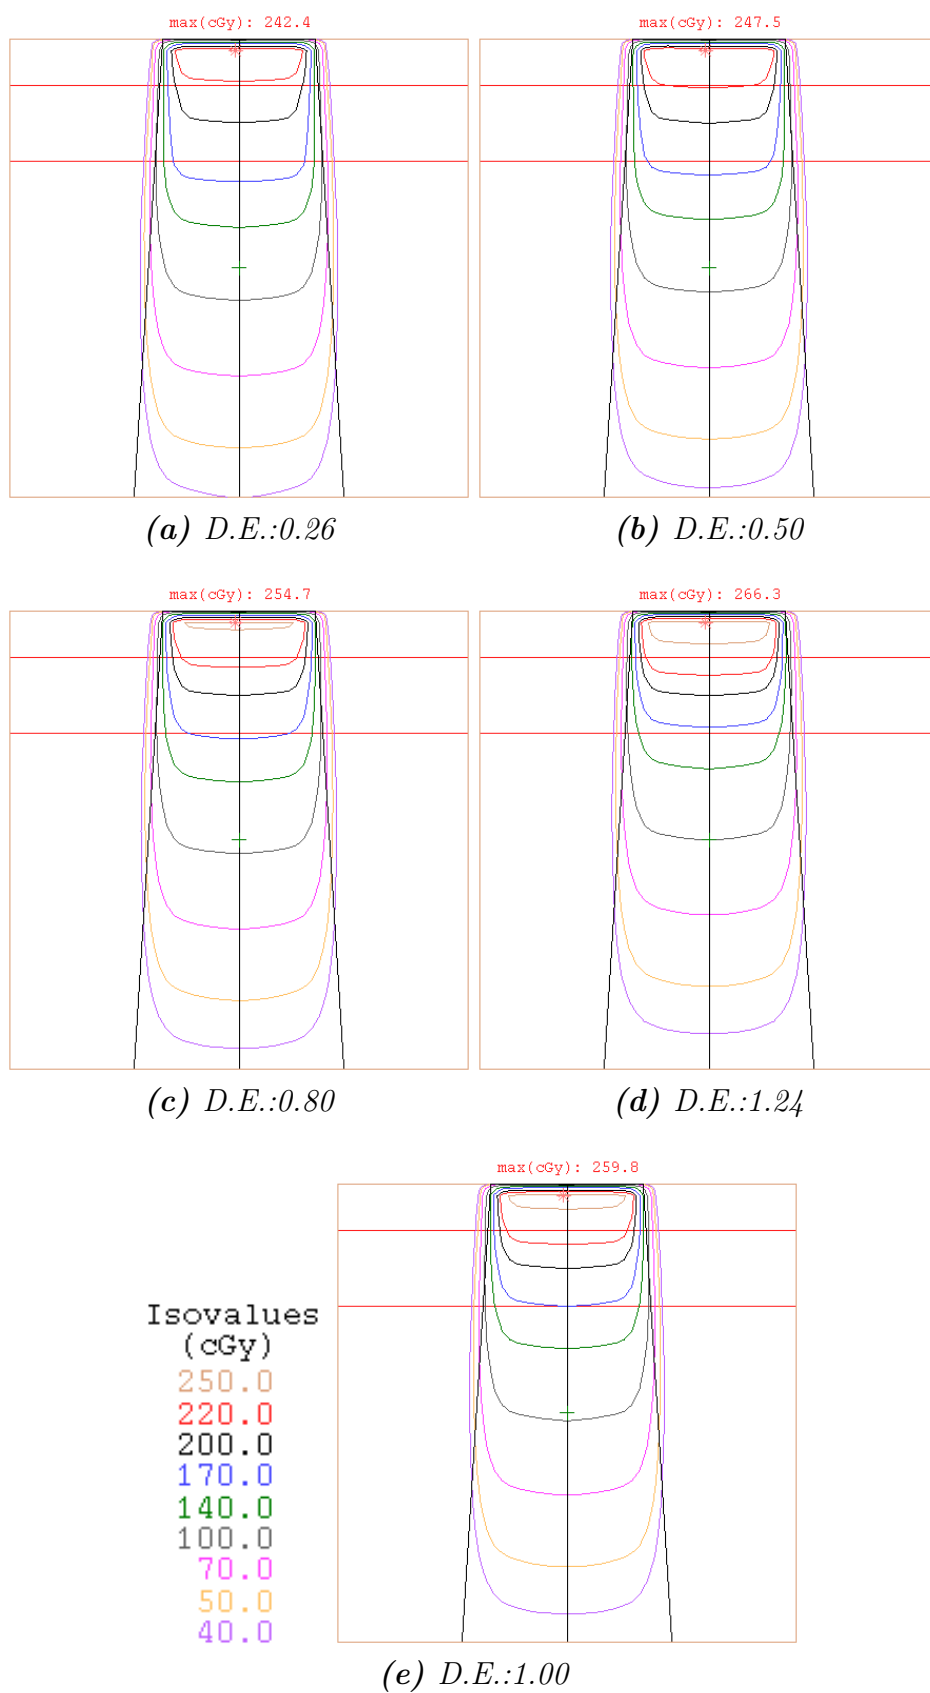 max(cGy): 242.4
max(cGy): 247.5
(a) D.E.:0.26
(b) D.E.:0.50
max(cGy): 254.7
max(cGy): 266.3
(c) D.E.:0.80
(d) D.E.:1.24
max(cGy): 259.8
Isovalues
(cGy)
250.0
220.0
200.0
170.0
140.0
100.0
70.0
50.0
40.0
(e) D.E.:1.00